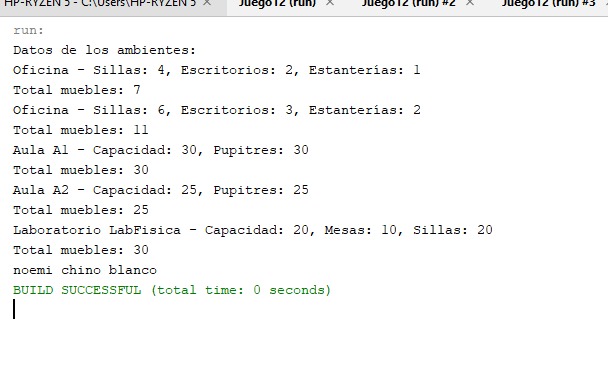 HP-RYZEN 5 - C:\Users\HP-RYZEN 5 × Juego12 (run) × Juego12 (run) #2 × Juego12 (run) #3
run:
Datos de los ambientes:
Oficina - Sillas: 4, Escritorios: 2, Estanterías: 1
Total muebles: 7
Oficina - Sillas: 6, Escritorios: 3, Estanterías: 2
Total muebles: 11
Aula A1 - Capacidad: 30, Pupitres: 30
Total muebles: 30
Aula A2 - Capacidad: 25, Pupitres: 25
Total muebles: 25
Laboratorio LabFisica - Capacidad: 20, Mesas: 10, Sillas: 20
Total muebles: 30
noemi chino blanco
BUILD SUCCESSFUL (total time: 0 seconds)